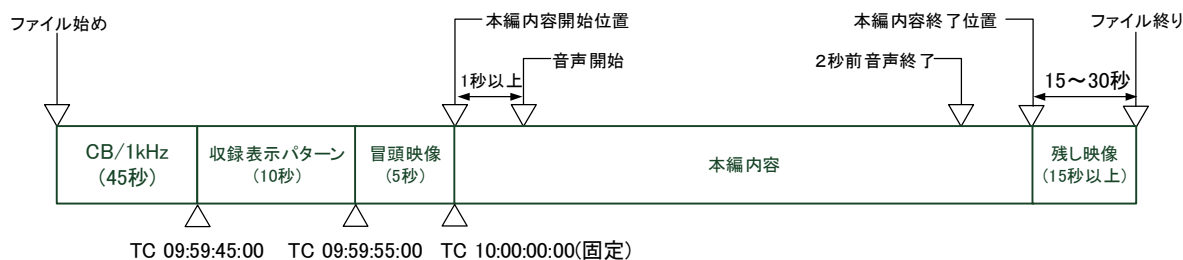 ファイル始め
本編内容開始位置
音声開始
1秒以上
2秒前音声終了
本編内容終了位置
ファイル終り
15～30秒
CB/1kHz
(45秒)
収録表示パターン
(10秒)
冒頭映像
(5秒)
本編内容
残し映像
(15秒以上)
TC 09:59:45:00
TC 09:59:55:00
TC 10:00:00:00(固定)